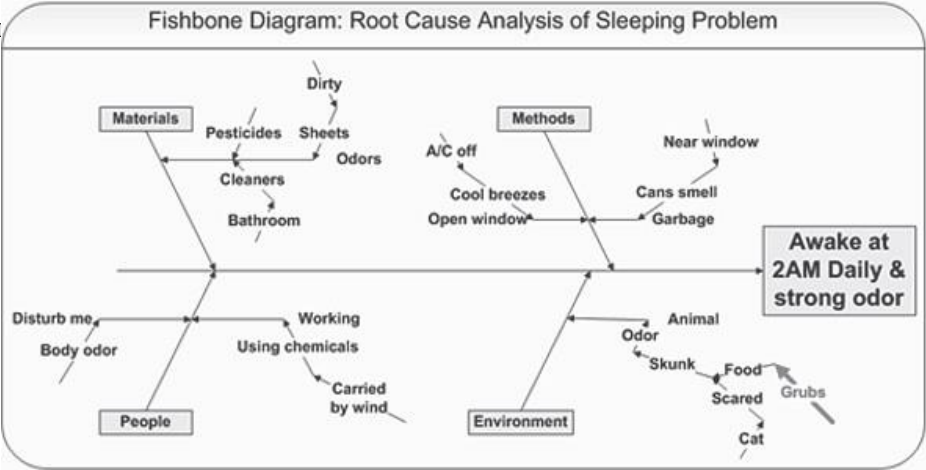 Fishbone Diagram: Root Cause Analysis of Sleeping Problem
Dirty
Materials
Pesticides
Sheets
Odors
Cleaners
Bathroom
Methods
Near window
A/C off
Cool breezes
Cans smell
Open window
Garbage
Awake at
2AM Daily &
strong odor
Disturb me
Body odor
Working
Using chemicals
Carried
by wind
People
Animal
Odor
Skunk
Food
Grubs
Scared
Cat
Environment